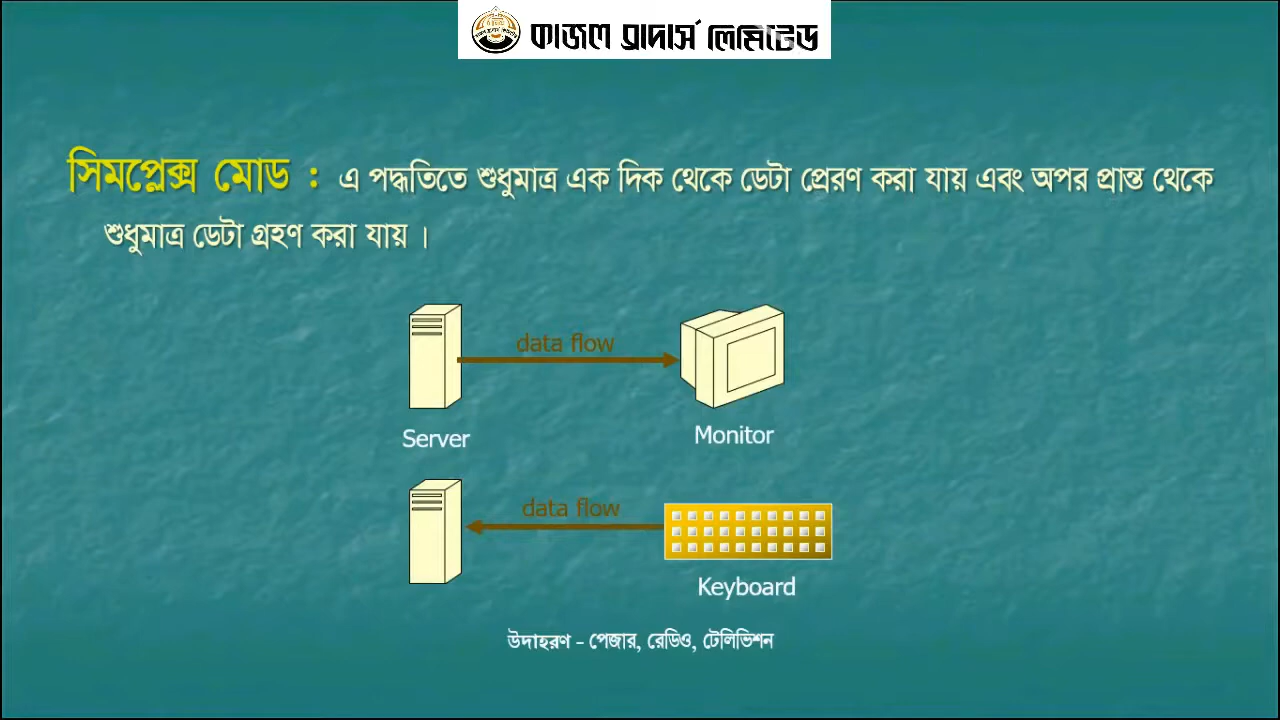 কাজল ব্রাদার্স লিমিটেড
সিমপ্লেক্স মোড : এ পদ্ধতিতে শুধুমাত্র এক দিক থেকে ডেটা প্রেরণ করা যায় এবং অপর প্রান্ত থেকে
শুধুমাত্র ডেটা গ্রহণ করা যায় ।
data flow
Server
Monitor
data flow
Keyboard
উদাহরণ - পেজার, রেডিও, টেলিভিশন